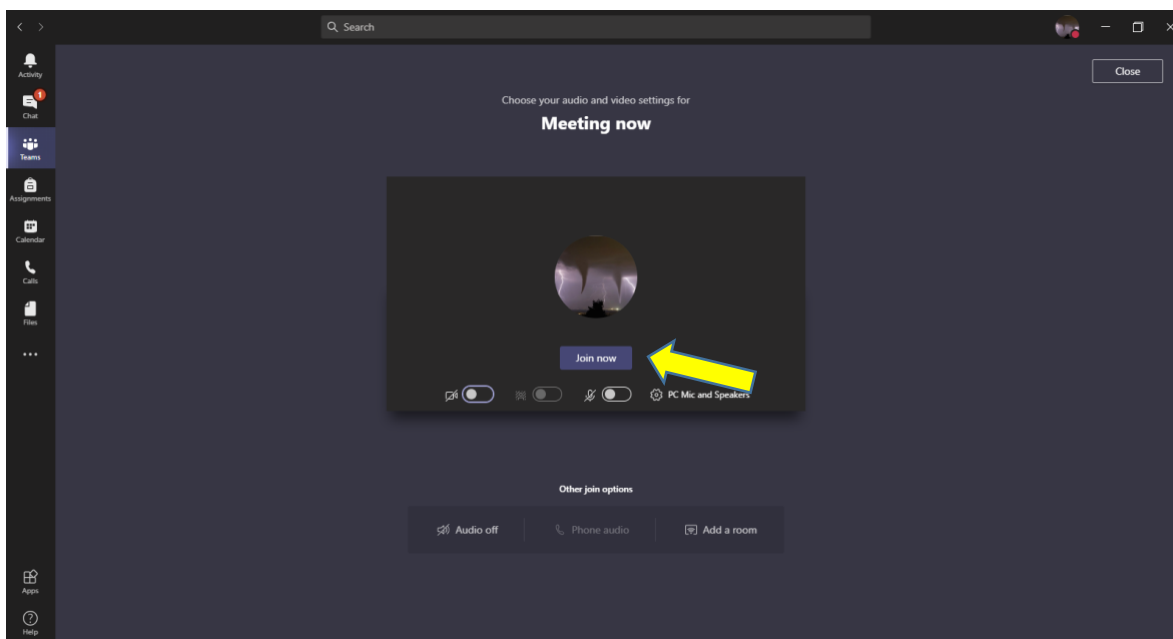 Search
Activity
1
Chat
Teams
Assignments
Calendar
Calls
Files
Apps
Help
Close
Choose your audio and video settings for
Meeting now
Join now
PC Mic and Speakers
Other join options
Audio off
Phone audio
Add a room